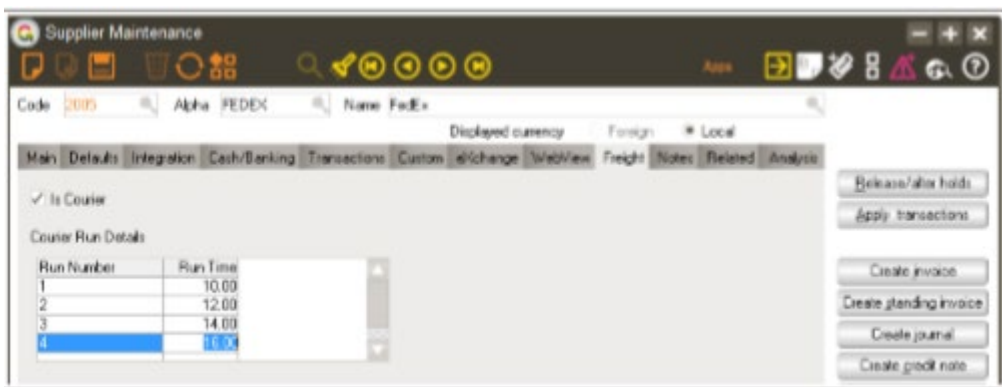 Supplier Maintenance
Apps
Code 2005 Alpha FEDEX Name FedEx
Displayed currency Foreign Local
Main Defaults Integration Cash/Banking Transactions Custom eXchange WebView Freight Notes Related Analysis
Release/alter holds
Is Courier
Apply transactions
Courier Run Details
Run Number Run Time
1 10.00
2 12.00
3 14.00
4 16.00
Create invoice
Create standing invoice
Create journal
Create credit note